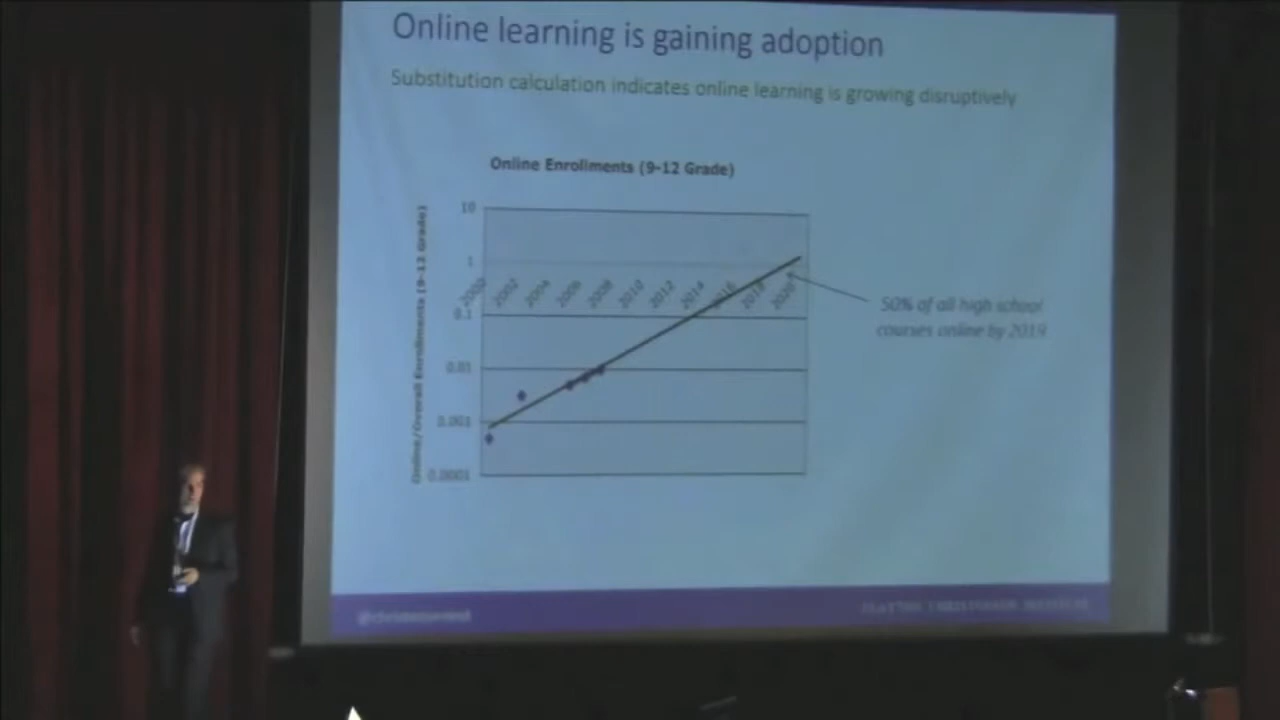 Online learning is gaining adoption
Substitution calculation indicates online learning is growing disruptively
Online Enrollments (9-12 Grade)
Online/Overall Enrollments (9-12 Grade)
10
1
0.1
0.01
0.001
0.0001
2000
2002
2004
2006
2008
2010
2012
2014
2016
2018
2020
50% of all high school
courses online by 2019